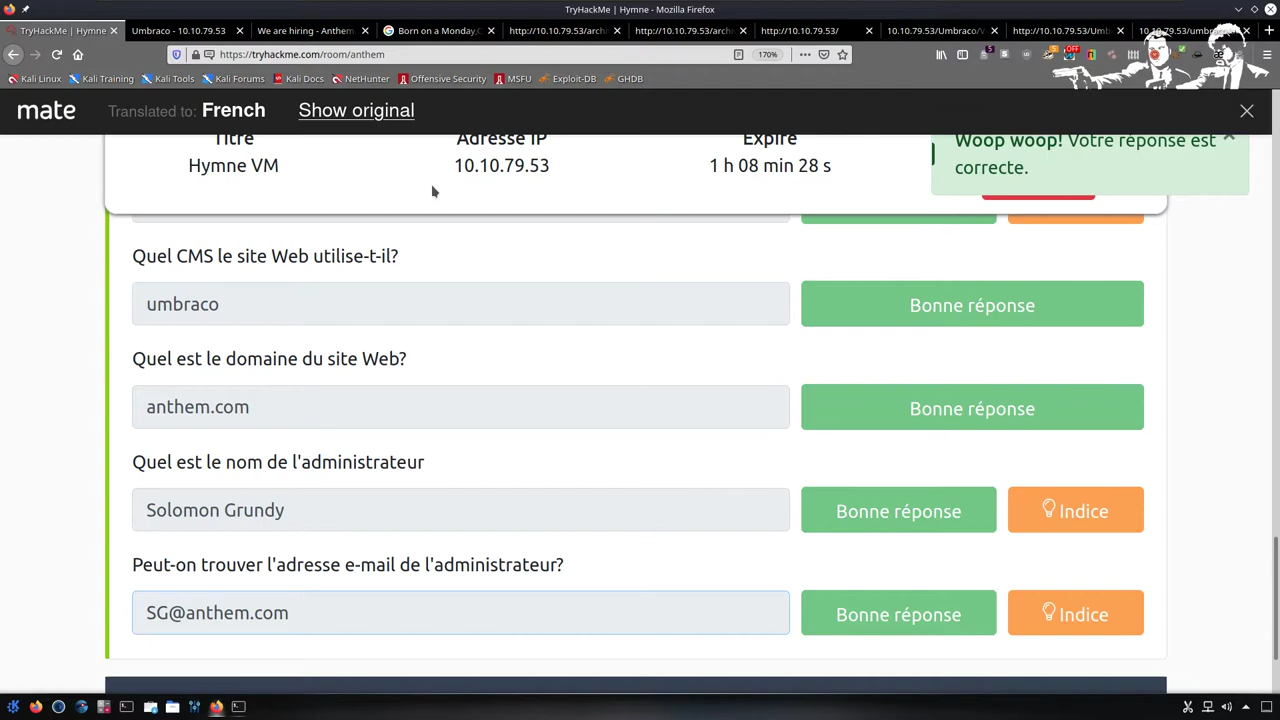 TryHackMe | Hymne - Mozilla Firefox
TryHackMe | Hymne
Umbraco - 10.10.79.53
We are hiring - Anthem.
Born on a Monday,
http://10.10.79.53/arch
http://10.10.79.53/arch
http://10.10.79.53/
10.10.79.53/Umbraco/
http://10.10.79.53/Umb
10.10.79.53/umbraco
https://tryhackme.com/room/anthem
170%
Kali Linux
Kali Training
Kali Tools
Kali Forums
Kali Docs
NetHunter
Offensive Security
MSFU
Exploit-DB
GHDB
mate
Translated to: French
Show original
Titre
Adresse IP
Expire
Hymne VM
10.10.79.53
1 h 08 min 28 s
Woop woop! Votre réponse est
correcte.
Quel CMS le site Web utilise-t-il?
umbraco
Bonne réponse
Quel est le domaine du site Web?
anthem.com
Bonne réponse
Quel est le nom de l'administrateur
Solomon Grundy
Bonne réponse
Indice
Peut-on trouver l'adresse e-mail de l'administrateur?
SG@anthem.com
Bonne réponse
Indice